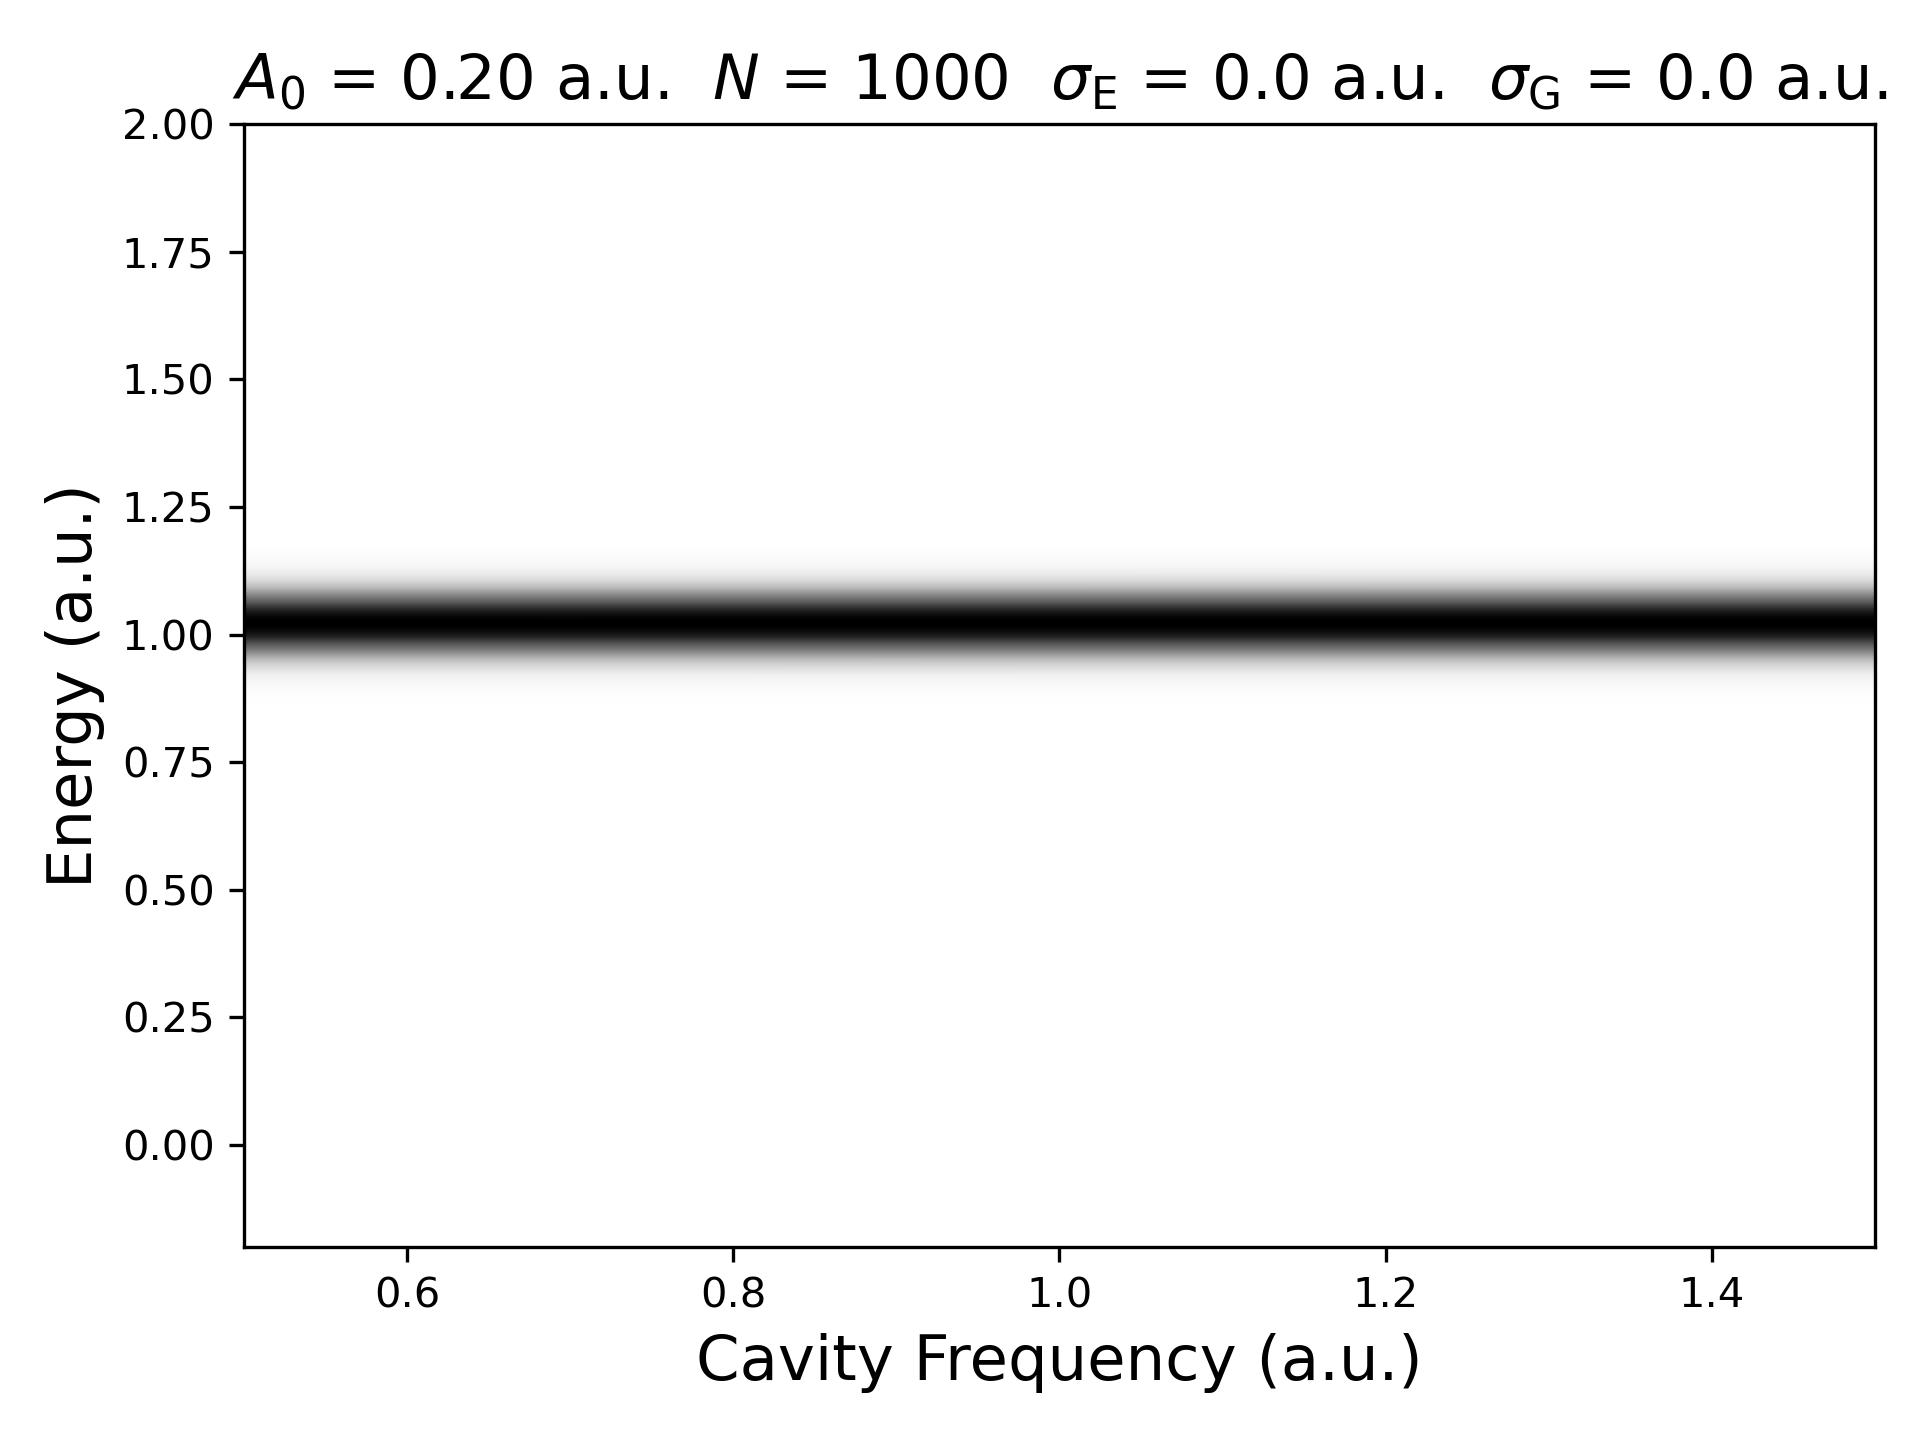 A₀ = 0.20 a.u.  N = 1000  σ_E = 0.0 a.u.  σ_G = 0.0 a.u.
2.00
1.75
1.50
1.25
1.00
0.75
0.50
0.25
0.00
Energy (a.u.)
0.6 0.8 1.0 1.2 1.4
Cavity Frequency (a.u.)